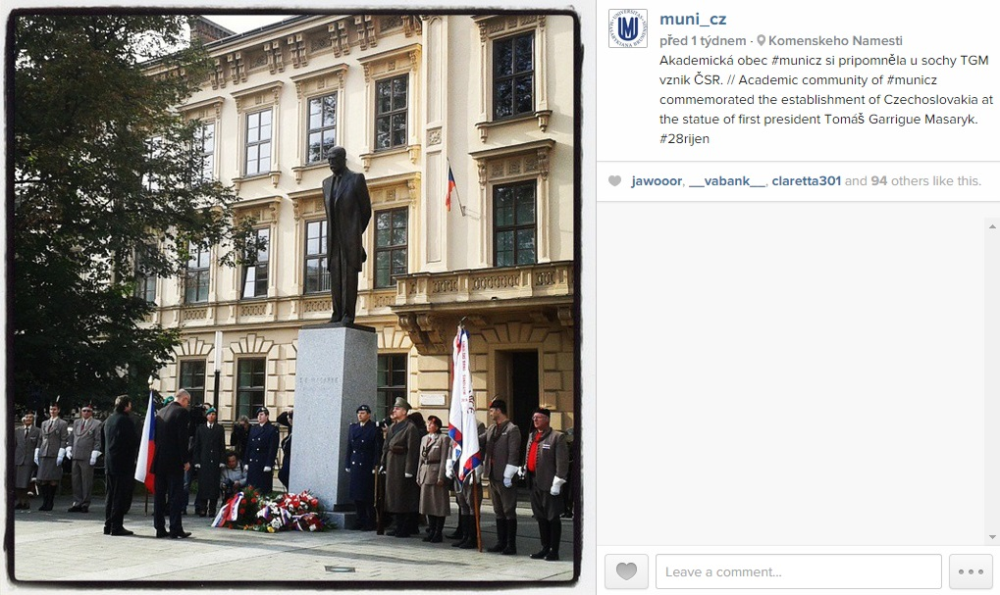 muni_cz
před 1 týdnem · Komenskeho Namesti
Akademická obec #municz si pripomněla u sochy TGM
vznik ČSR. // Academic community of #municz
commemorated the establishment of Czechoslovakia at
the statue of first president Tomáš Garrigue Masaryk.
#28rijen
jawooor, __vabank__, claretta301 and 94 others like this.
Leave a comment...